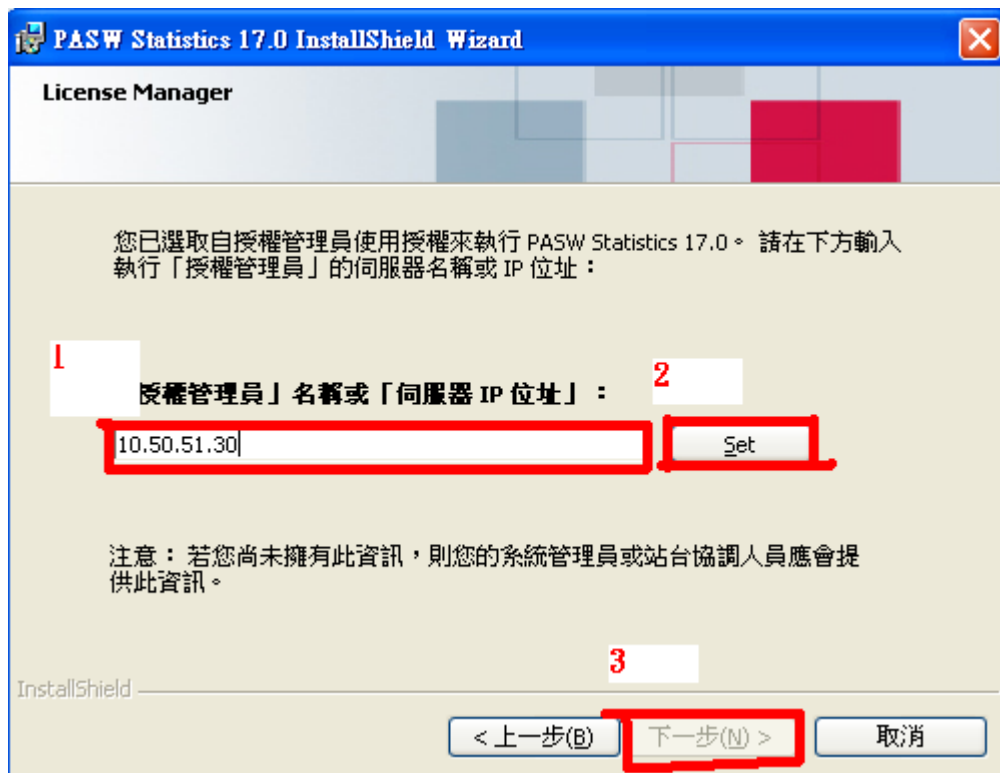 PASW Statistics 17.0 InstallShield Wizard
License Manager
您已選取自授權管理員使用授權來執行 PASW Statistics 17.0。 請在下方輸入
執行「授權管理員」的伺服器名稱或 IP 位址：
1
2
授權管理員」名稱或「伺服器 IP 位址」：
10.50.51.30
Set
注意： 若您尚未擁有此資訊，則您的系統管理員或站台協調人員應會提
供此資訊。
3
InstallShield
< 上一步(B)
下一步(N) >
取消